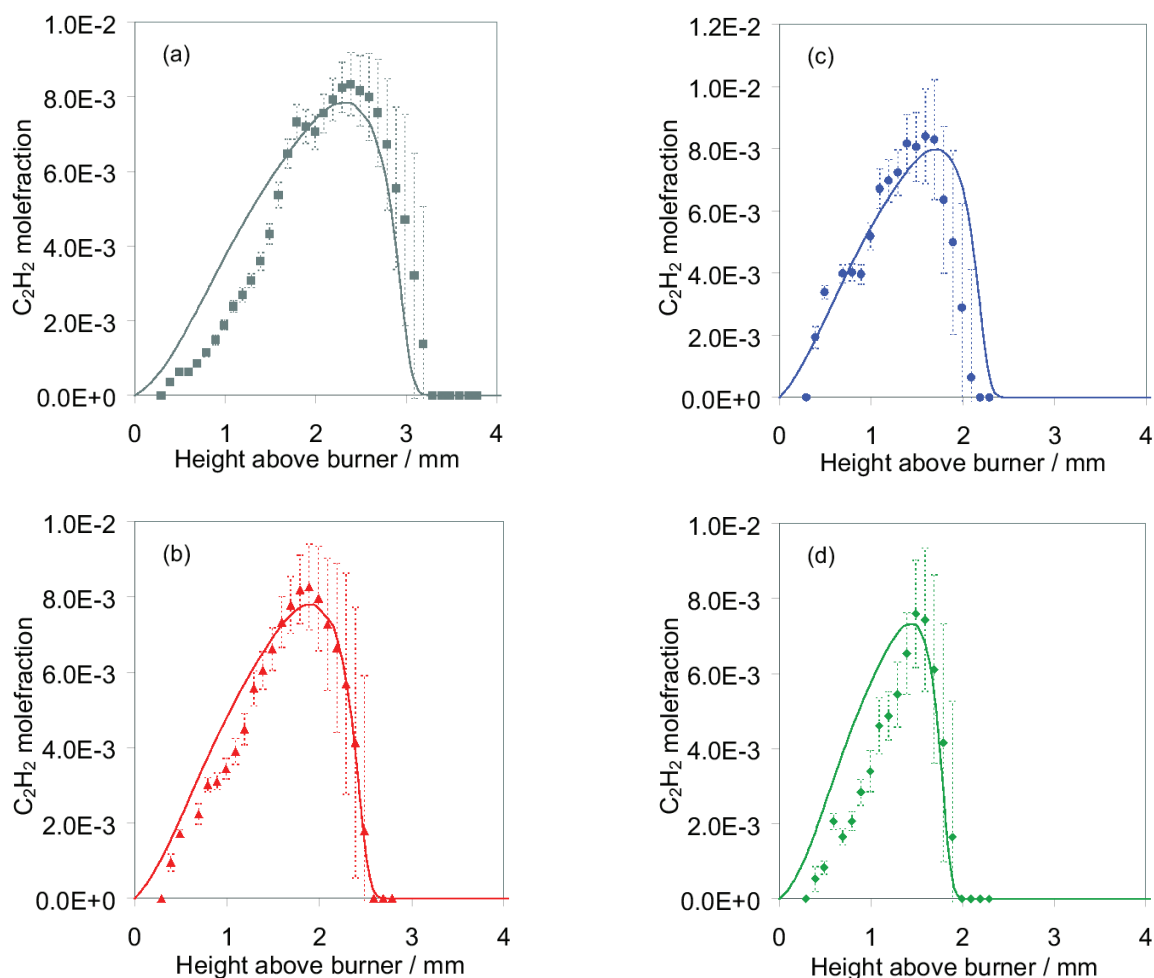 1.0E-2
8.0E-3
6.0E-3
4.0E-3
2.0E-3
0.0E+0
C₂H₂ molefraction
(a)
0 1 2 3 4
Height above burner / mm
1.2E-2
1.0E-2
8.0E-3
6.0E-3
4.0E-3
2.0E-3
0.0E+0
C₂H₂ molefraction
(c)
0 1 2 3 4
Height above burner / mm
1.0E-2
8.0E-3
6.0E-3
4.0E-3
2.0E-3
0.0E+0
C₂H₂ molefraction
(b)
0 1 2 3 4
Height above burner / mm
1.0E-2
8.0E-3
6.0E-3
4.0E-3
2.0E-3
0.0E+0
C₂H₂ molefraction
(d)
0 1 2 3 4
Height above burner / mm